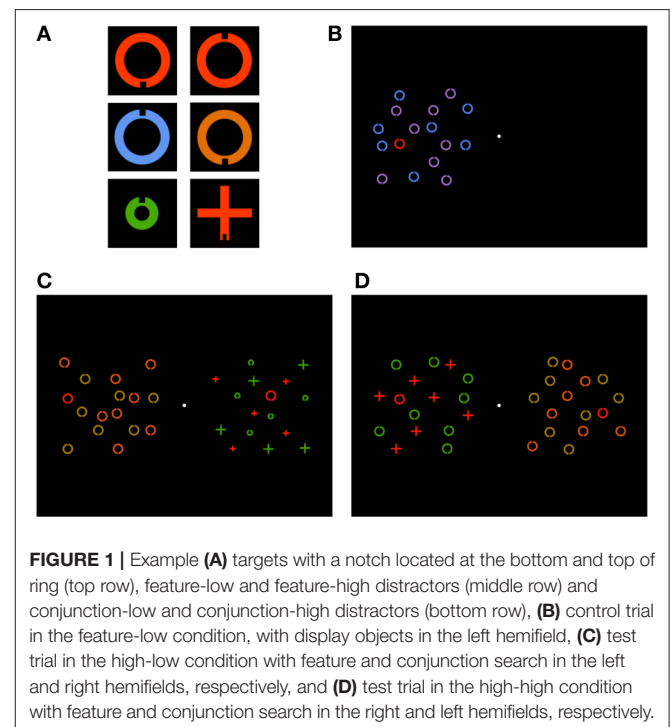 A
B
C
D
FIGURE 1 | Example (A) targets with a notch located at the bottom and top of
ring (top row), feature-low and feature-high distractors (middle row) and
conjunction-low and conjunction-high distractors (bottom row), (B) control trial
in the feature-low condition, with display objects in the left hemifield, (C) test
trial in the high-low condition with feature and conjunction search in the left
and right hemifields, respectively, and (D) test trial in the high-high condition
with feature and conjunction search in the right and left hemifields, respectively.